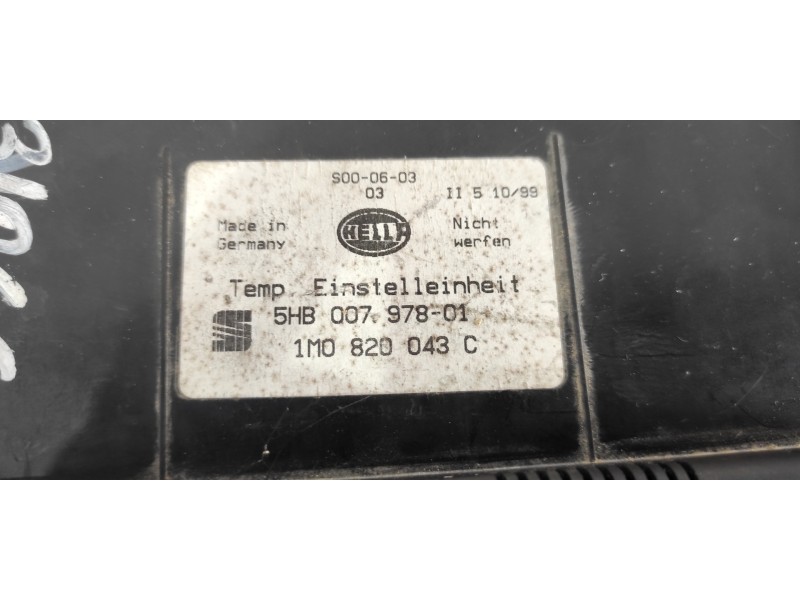 S00-06-03
03 II 5 10/99
Made in Germany
HELLA
Nicht werfen
Temp. Einstelleinheit
5HB 007 978-01
1M0 820 043 C